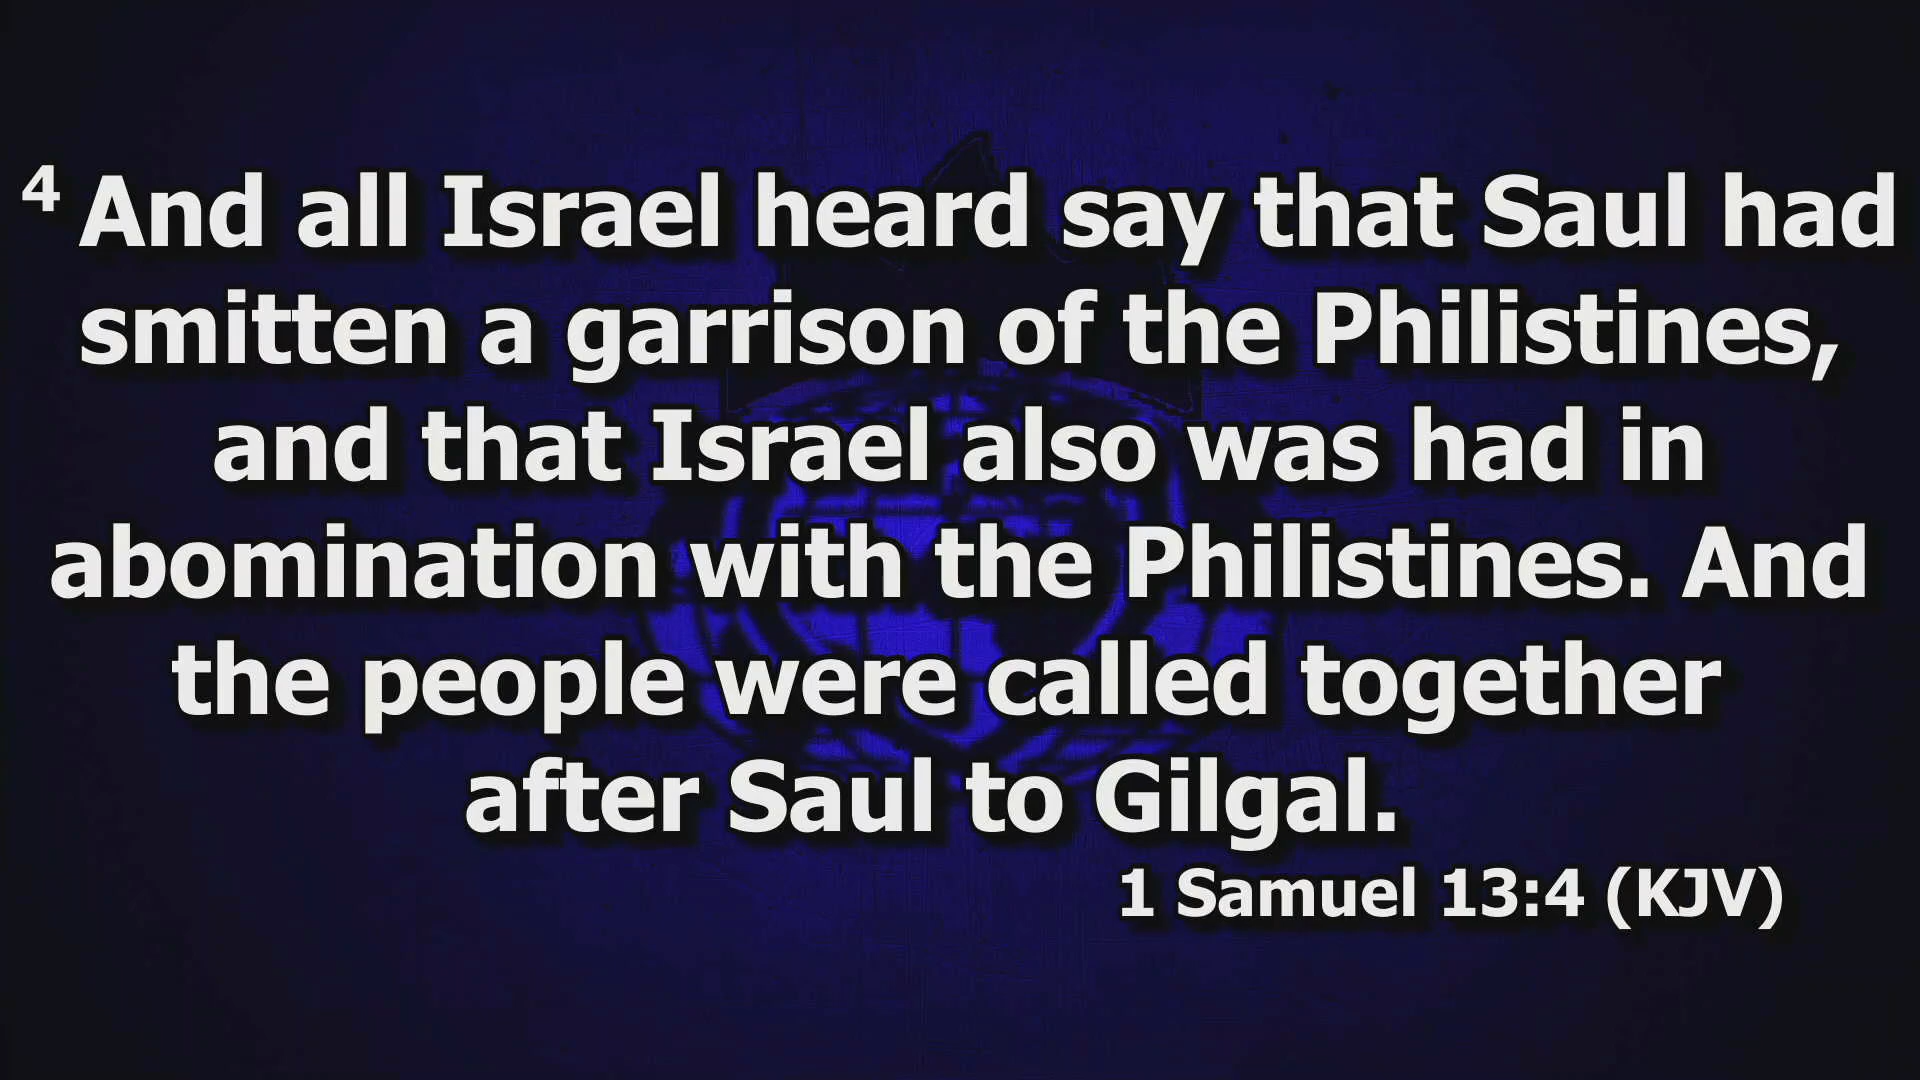 4 And all Israel heard say that Saul had
smitten a garrison of the Philistines,
and that Israel also was had in
abomination with the Philistines. And
the people were called together
after Saul to Gilgal.
1 Samuel 13:4 (KJV)